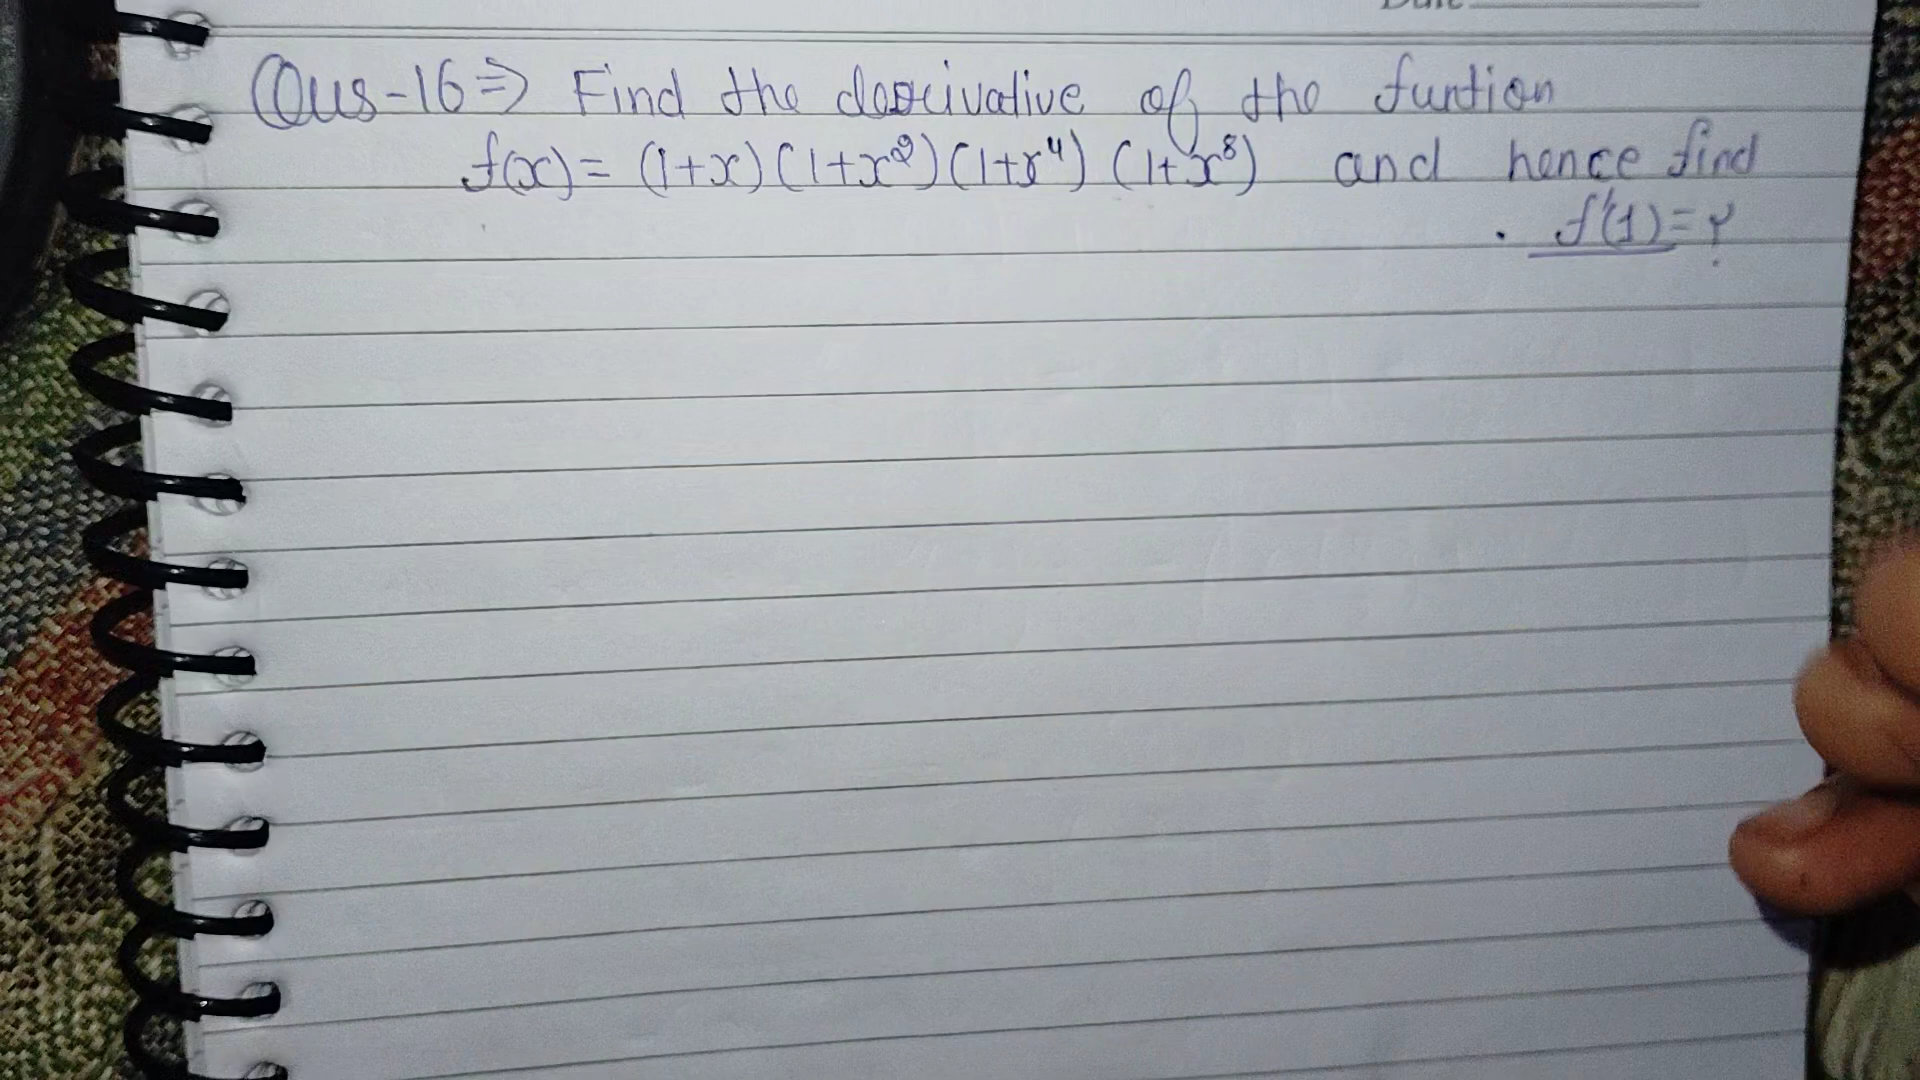 Date
Qus-16⇒ Find the derivative of the funtion
f(x) = (1+x)(1+x²)(1+x⁴) (1+x⁸) and hence find
. f'(1)=?